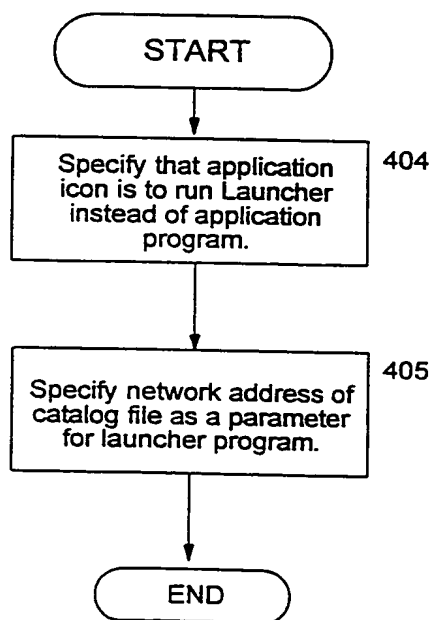 START
Specify that application
icon is to run Launcher
instead of application
program.
404
Specify network address of
catalog file as a parameter
for launcher program.
405
END